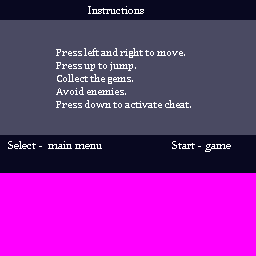 Instructions
Press left and right to move.
Press up to jump.
Collect the gems.
Avoid enemies.
Press down to activate cheat.
Select - main menu
Start - game